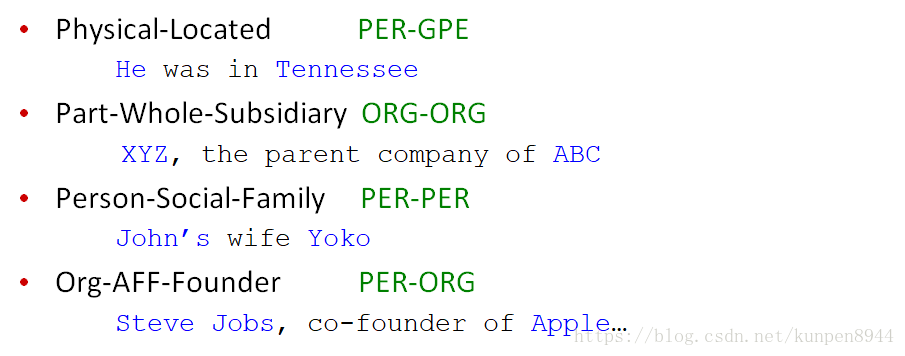 • Physical-Located PER-GPE
He was in Tennessee
• Part-Whole-Subsidiary ORG-ORG
XYZ, the parent company of ABC
• Person-Social-Family PER-PER
John’s wife Yoko
• Org-AFF-Founder PER-ORG
Steve Jobs, co-founder of Apple…
https://blog.csdn.net/kunpen8944